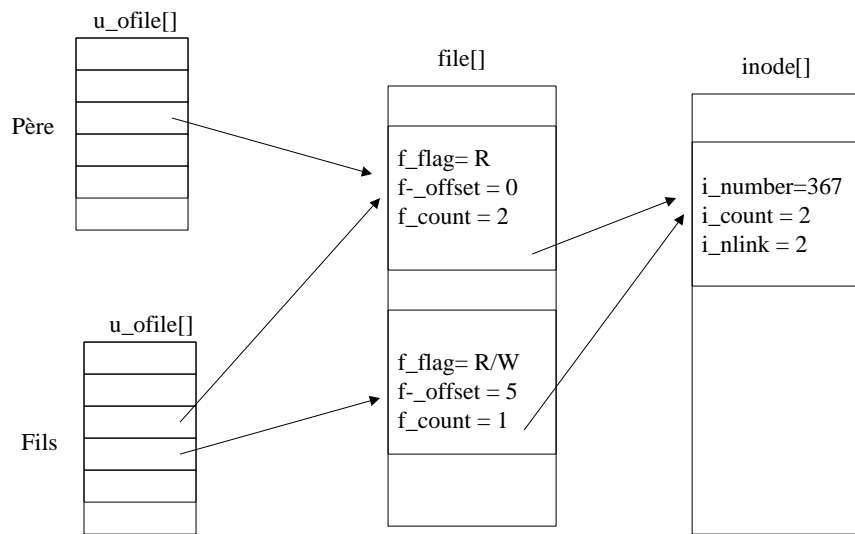 u_ofile[]
file[]
inode[]
Père
f_flag= R
f-_offset = 0
f_count = 2
i_number=367
i_count = 2
i_nlink = 2
u_ofile[]
f_flag= R/W
f-_offset = 5
f_count = 1
Fils